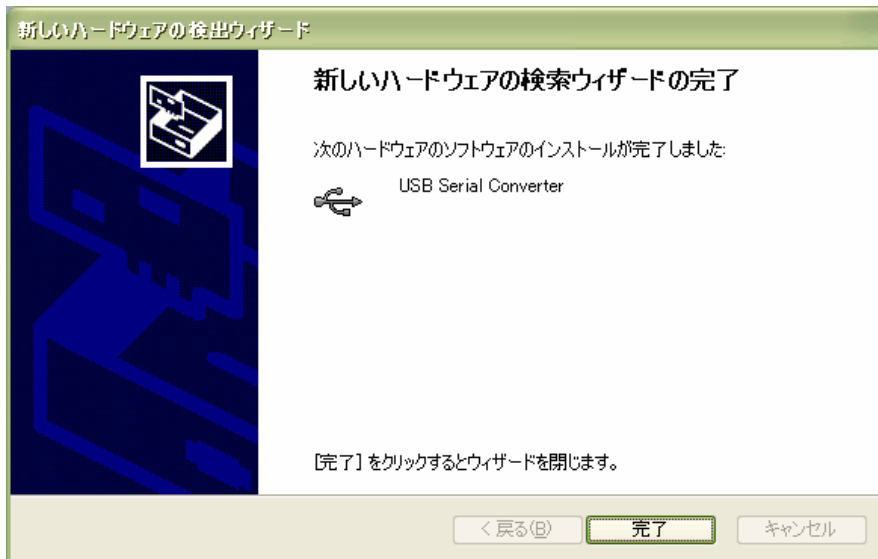 新しいハードウェアの検出ウィザード
新しいハードウェアの検索ウィザードの完了
次のハードウェアのソフトウェアのインストールが完了しました:
USB Serial Converter
[完了] をクリックするとウィザードを閉じます。
< 戻る(B)
完了
キャンセル